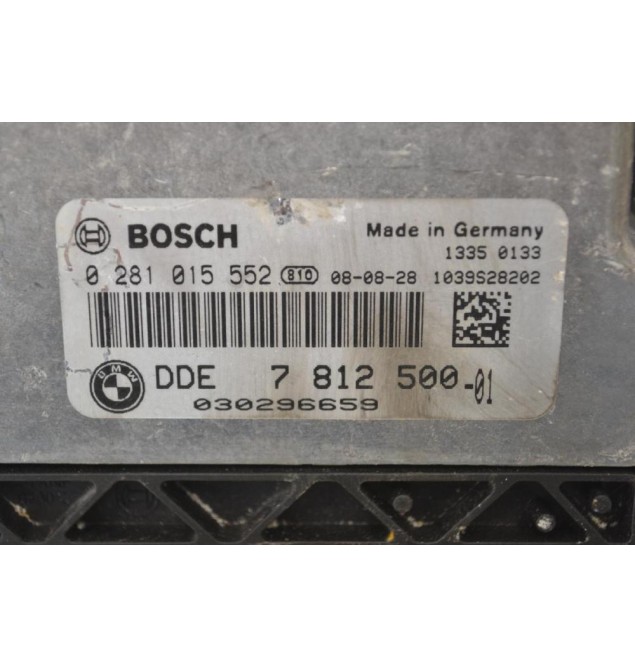 BOSCH
Made in Germany
1335 0133
0 281 015 552 810 08-08-28 1039S28202
BMW
DDE 7 812 500-01
030296659